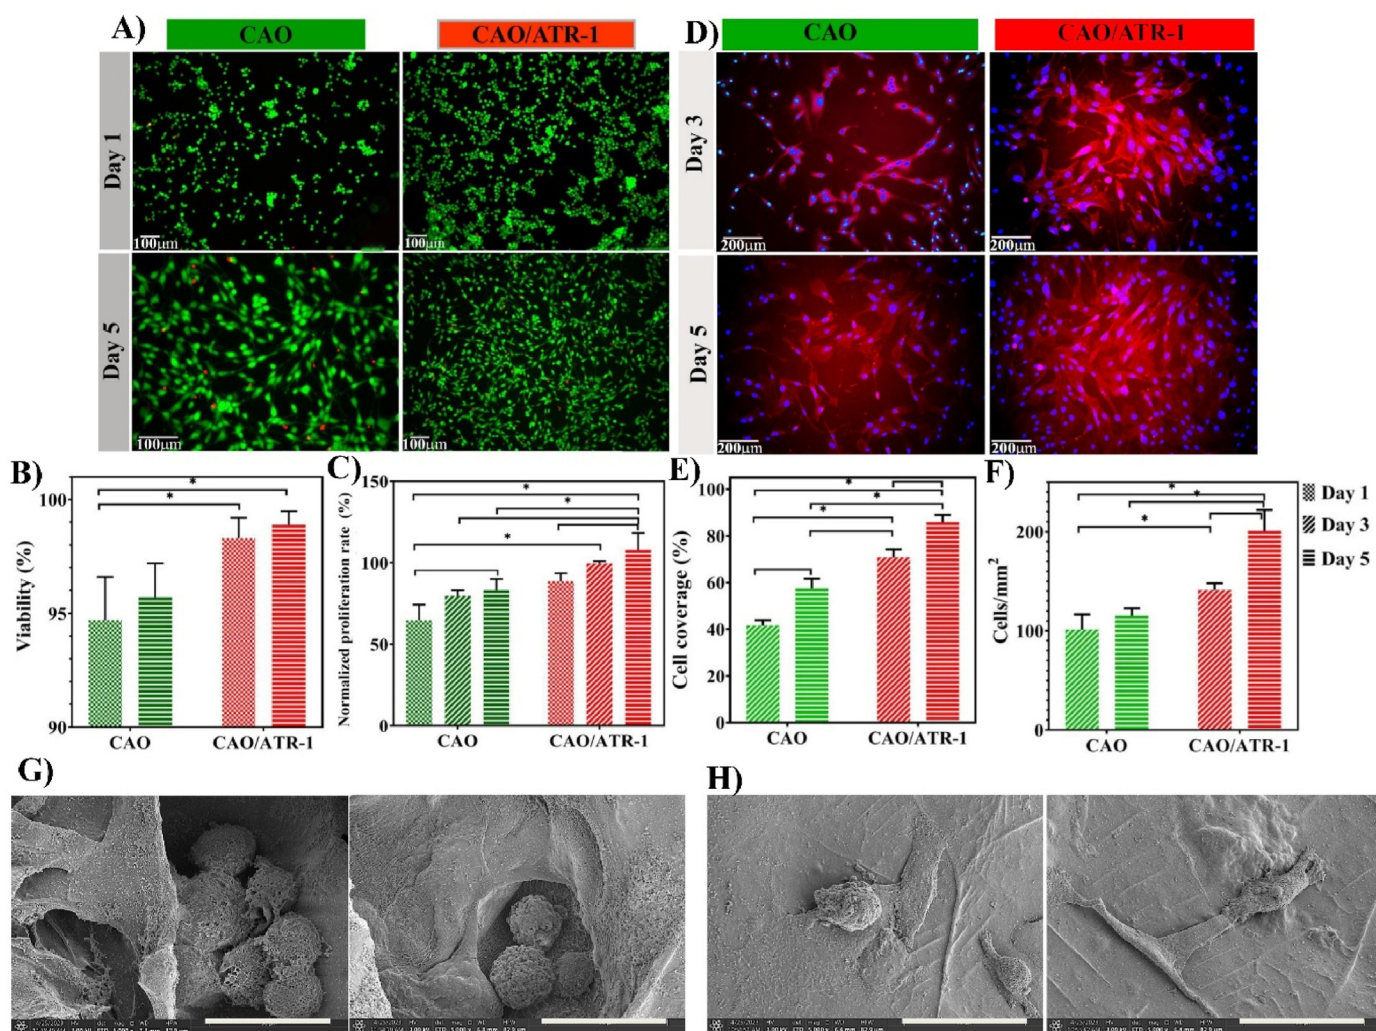 A)
CAO
CAO/ATR-1
D)
CAO
CAO/ATR-1
Day 1
100µm
100µm
Day 3
200µm
200µm
Day 5
100µm
100µm
Day 5
200µm
200µm
B)
Viability (%)
100
95
90
*
*
CAO
CAO/ATR-1
C)
Normalized proliferation rate (%)
150
100
50
0
*
*
*
*
*
CAO
CAO/ATR-1
E)
Cell coverage (%)
100
80
60
40
20
0
*
*
*
CAO
CAO/ATR-1
F)
Cells/mm²
200
100
0
*
*
*
CAO
CAO/ATR-1
Day 1
Day 3
Day 5
G)
H)